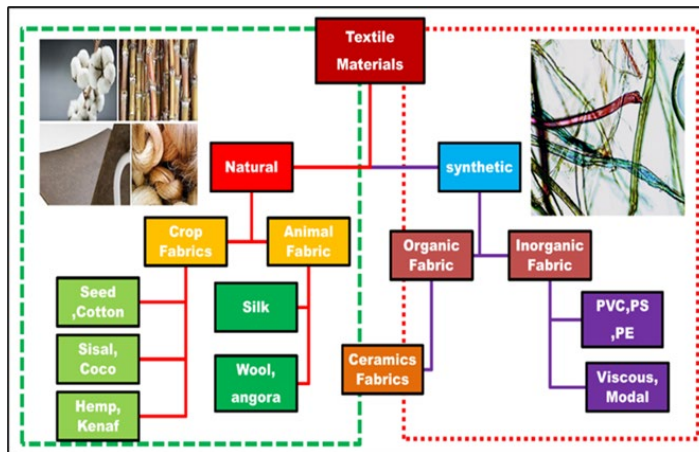 Textile
Materials
Natural
synthetic
Crop
Fabrics
Animal
Fabric
Organic
Fabric
Inorganic
Fabric
Seed
,Cotton
Silk
PVC,PS
,PE
Sisal,
Coco
Wool,
angora
Ceramics
Fabrics
Viscous,
Modal
Hemp,
Kenaf